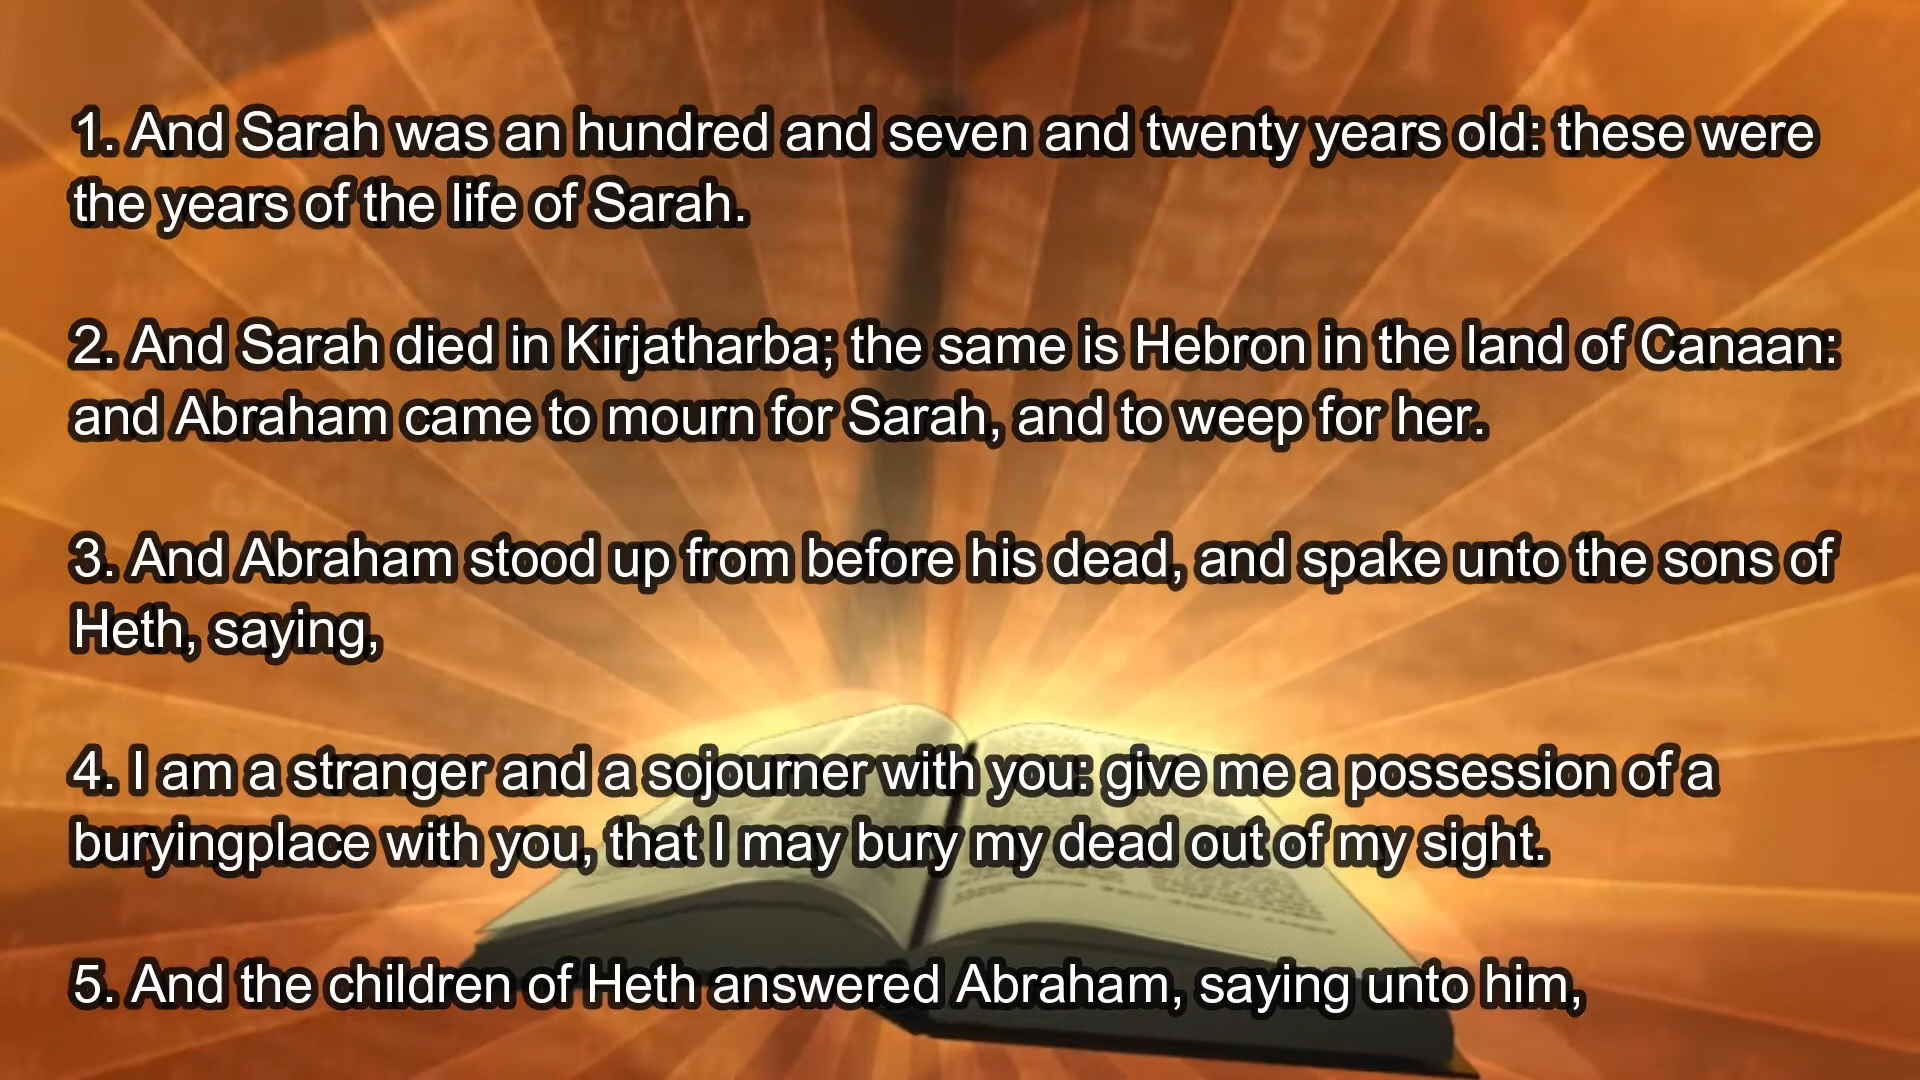 1. And Sarah was an hundred and seven and twenty years old: these were
the years of the life of Sarah.
2. And Sarah died in Kirjatharba; the same is Hebron in the land of Canaan:
and Abraham came to mourn for Sarah, and to weep for her.
3. And Abraham stood up from before his dead, and spake unto the sons of
Heth, saying,
4. I am a stranger and a sojourner with you: give me a possession of a
buryingplace with you, that I may bury my dead out of my sight.
5. And the children of Heth answered Abraham, saying unto him,